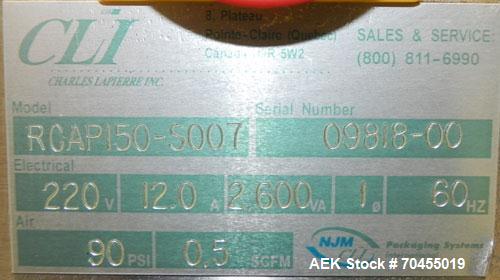 CLI
CHARLES LAPIERRE INC.
8, Plateau
Pointe-Claire (Quebec)
SALES & SERVICE:
(800) 811-6990
Model
Serial Number
RCAP150-S007
09818-00
Electrical
220 V 12.0 A 2,600 VA 1 ø 60 HZ
Air
90 PSI 0.5 SCFM
NJM CLI Packaging Systems
AEK Stock # 70455019